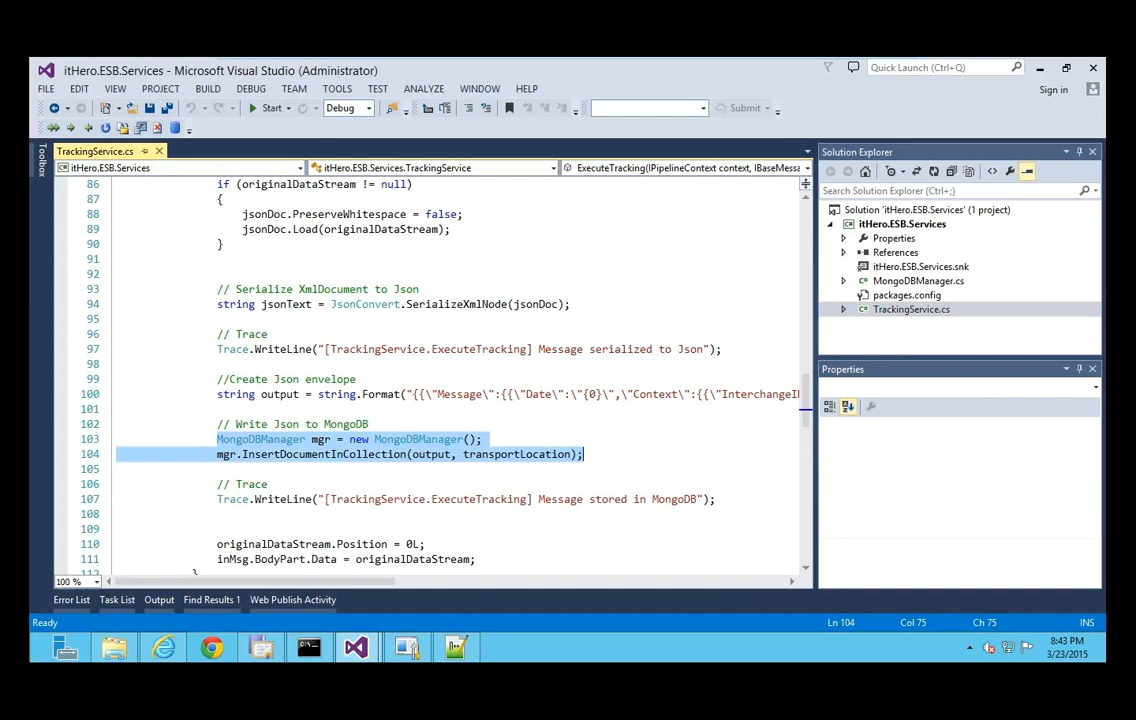 itHero.ESB.Services - Microsoft Visual Studio (Administrator)
Quick Launch (Ctrl+Q)
FILE EDIT VIEW PROJECT BUILD DEBUG TEAM TOOLS TEST ANALYZE WINDOW HELP
Sign in
Start Debug Submit
Toolbox
TrackingService.cs
itHero.ESB.Services itHero.ESB.Services.TrackingService ExecuteTracking(IPipelineContext context, IBaseMessa
86 if (originalDataStream != null)
87 {
88 jsonDoc.PreserveWhitespace = false;
89 jsonDoc.Load(originalDataStream);
90 }
91
92
93 // Serialize XmlDocument to Json
94 string jsonText = JsonConvert.SerializeXmlNode(jsonDoc);
95
96 // Trace
97 Trace.WriteLine("[TrackingService.ExecuteTracking] Message serialized to Json");
98
99 //Create Json envelope
100 string output = string.Format("{{\"Message\":{{\"Date\":\"{0}\",\"Context\":{{\"InterchangeI
101
102 // Write Json to MongoDB
103 MongoDBManager mgr = new MongoDBManager();
104 mgr.InsertDocumentInCollection(output, transportLocation);
105
106 // Trace
107 Trace.WriteLine("[TrackingService.ExecuteTracking] Message stored in MongoDB");
108
109
110 originalDataStream.Position = 0L;
111 inMsg.BodyPart.Data = originalDataStream;
112 }
100 %
Solution Explorer
Search Solution Explorer (Ctrl+;)
Solution 'itHero.ESB.Services' (1 project)
itHero.ESB.Services
Properties
References
itHero.ESB.Services.snk
MongoDBManager.cs
packages.config
TrackingService.cs
Properties
Error List Task List Output Find Results 1 Web Publish Activity
Ready Ln 104 Col 75 Ch 75 INS
8:43 PM
3/23/2015